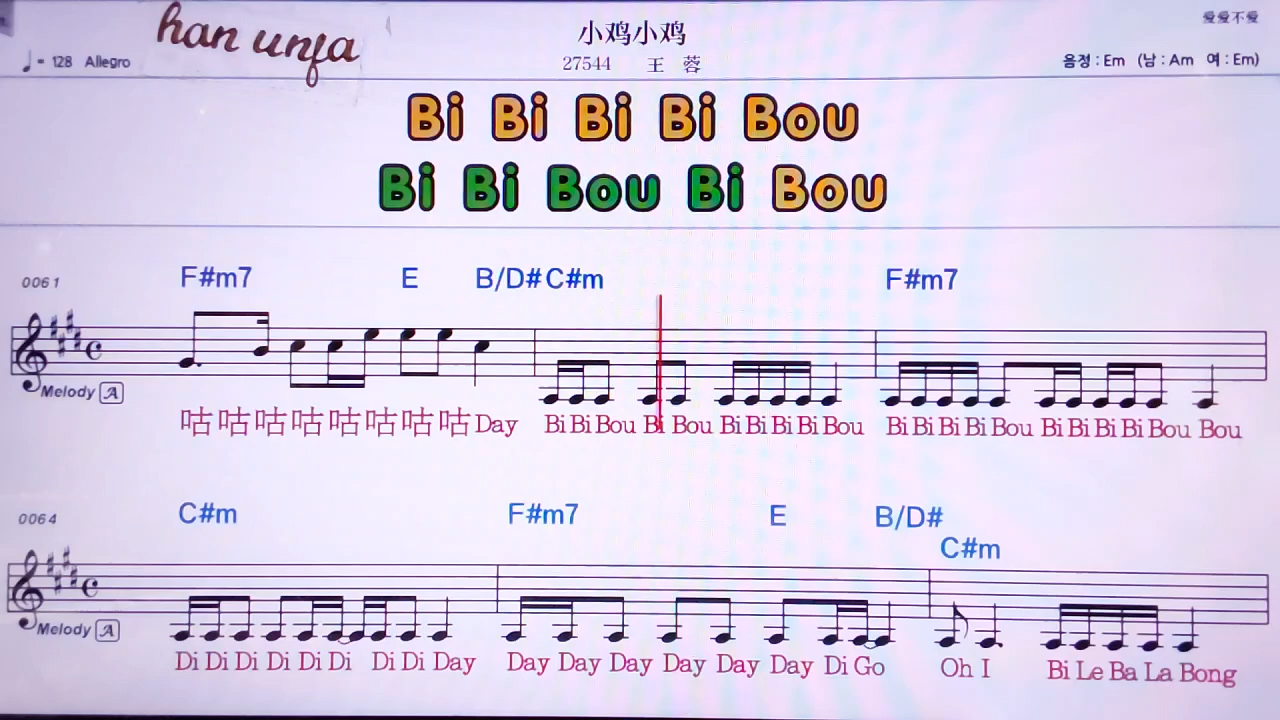 han unfa
小鸡小鸡
爱爱不爱
♩= 128 Allegro
27544 王 蓉
음정 : Em (남 : Am 여 : Em)
Bi Bi Bi Bi Bou
Bi Bi Bou Bi Bou
0061 F#m7 E B/D# C#m F#m7
Melody A
咕 咕 咕 咕 咕 咕 咕 咕 Day Bi Bi Bou Bi Bou Bi Bi Bi Bi Bou Bi Bi Bi Bi Bou Bi Bi Bi Bi Bou Bou
0064 C#m F#m7 E B/D#
C#m
Melody A
Di Di Di Di Di Di Di Di Day Day Day Day Day Day Day Di Go Oh I Bi Le Ba La Bong